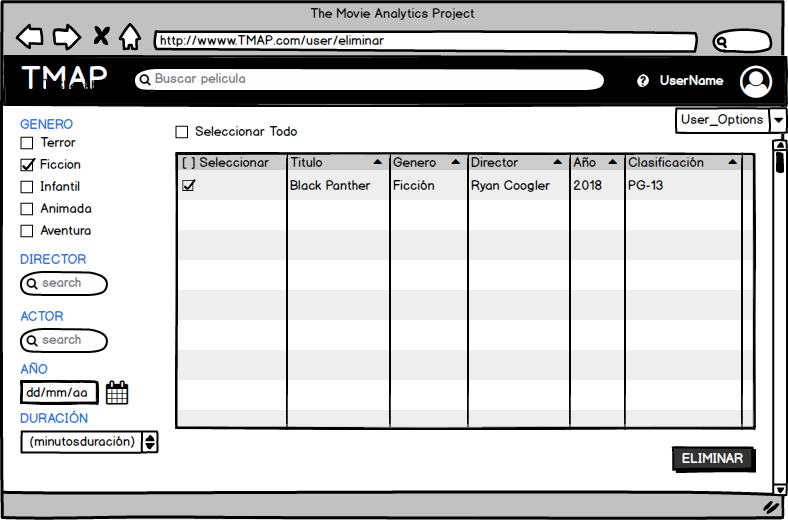 The Movie Analytics Project
http://wwww.TMAP.com/user/eliminar
TMAP
Buscar pelicula
? UserName
User_Options
GENERO
Terror
Ficcion
Infantil
Animada
Aventura
DIRECTOR
search
ACTOR
search
AÑO
dd/mm/aa
DURACIÓN
(minutosduración)
Seleccionar Todo
[ ] Seleccionar Titulo Genero Director Año Clasificación
Black Panther Ficción Ryan Coogler 2018 PG-13
ELIMINAR